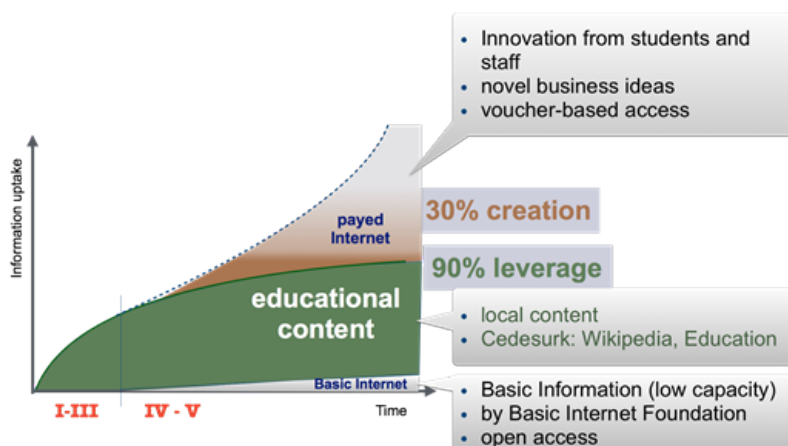 • Innovation from students and
staff
• novel business ideas
• voucher-based access
Information uptake
payed
Internet
30% creation
90% leverage
educational
content
• local content
• Cedesurk: Wikipedia, Education
Basic Internet
• Basic Information (low capacity)
• by Basic Internet Foundation
• open access
I-III
IV - V
Time